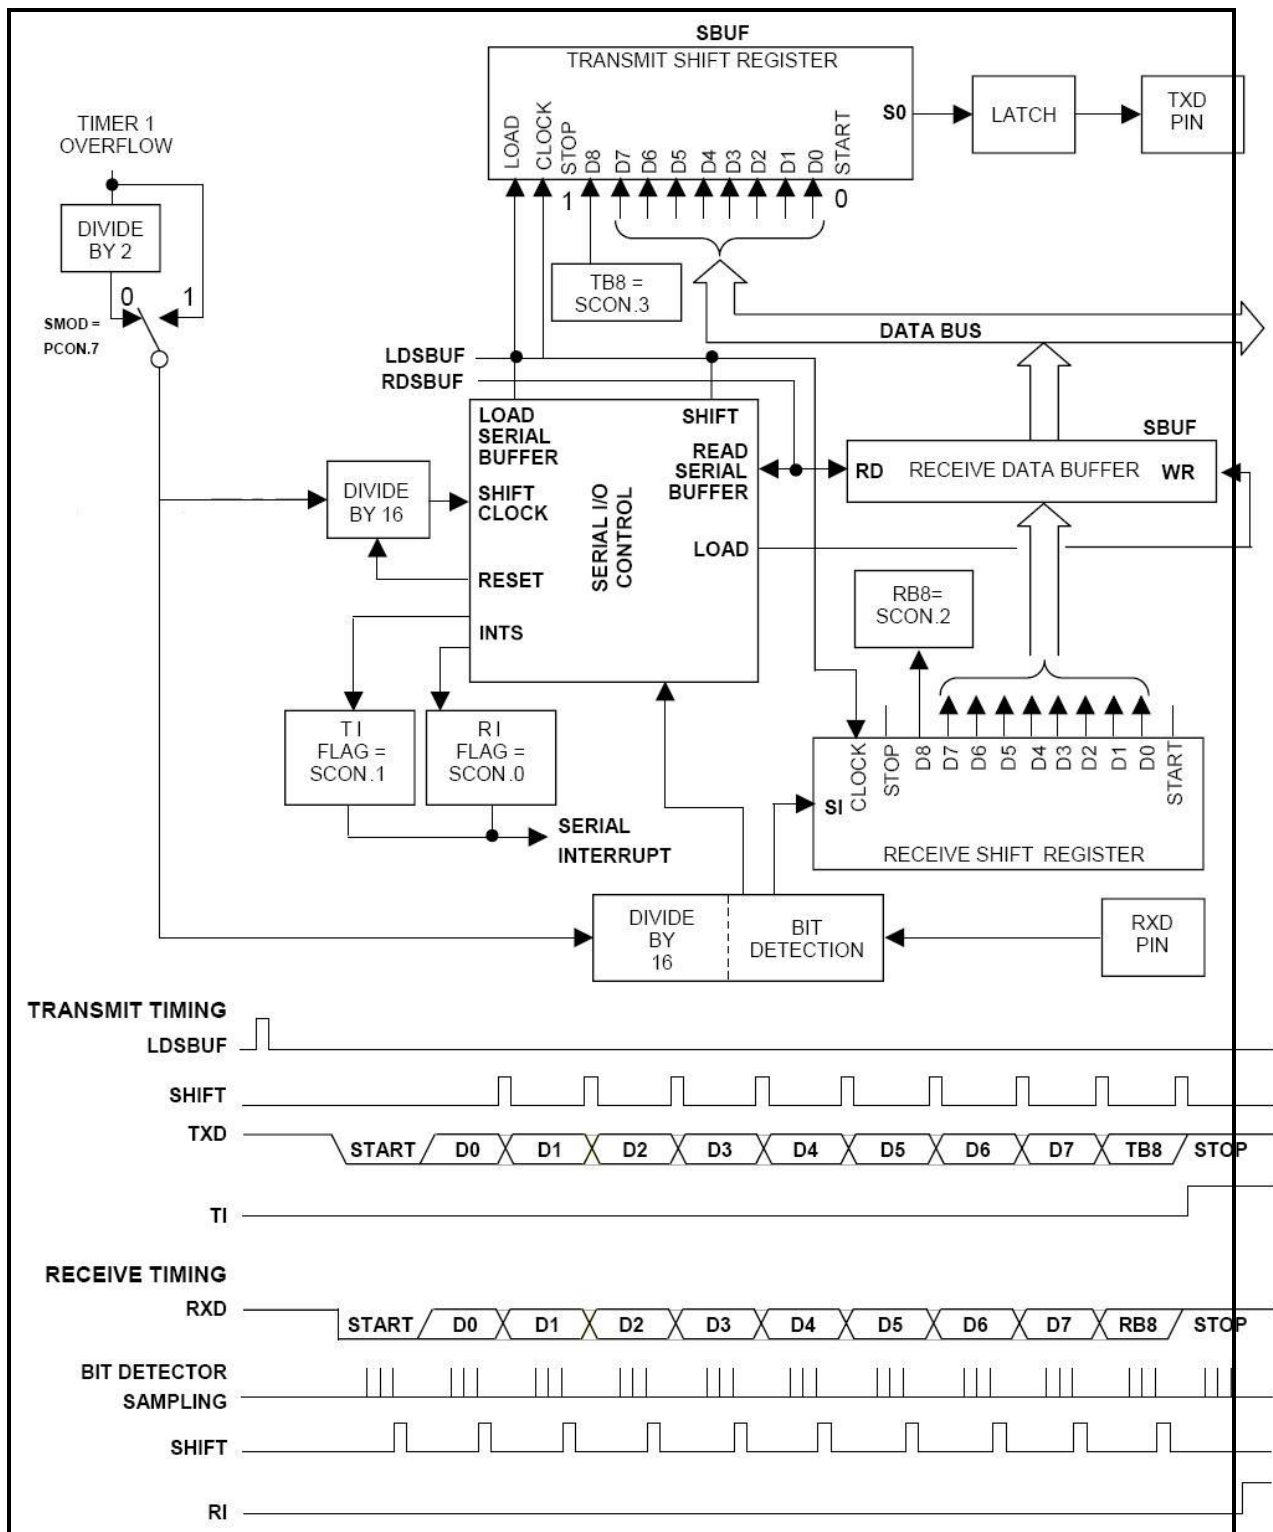 SBUF
TRANSMIT SHIFT REGISTER
LOAD
CLOCK
STOP
D8
D7
D6
D5
D4
D3
D2
D1
D0
START
S0
LATCH
TXD
PIN
1
0
TIMER 1
OVERFLOW
DIVIDE
BY 2
0
1
SMOD =
PCON.7
TB8 =
SCON.3
DATA BUS
LDSBUF
RDSBUF
LOAD
SERIAL
BUFFER
SHIFT
READ
SERIAL
BUFFER
SHIFT
CLOCK
SERIAL I/O
CONTROL
LOAD
RESET
INTS
DIVIDE
BY 16
SBUF
RD
RECEIVE DATA BUFFER
WR
RB8=
SCON.2
T I
FLAG =
SCON.1
R I
FLAG =
SCON.0
SERIAL
INTERRUPT
CLOCK
STOP
D8
D7
D6
D5
D4
D3
D2
D1
D0
START
SI
RECEIVE SHIFT REGISTER
DIVIDE
BY
16
BIT
DETECTION
RXD
PIN
TRANSMIT TIMING
LDSBUF
SHIFT
TXD
START D0 D1 D2 D3 D4 D5 D6 D7 TB8 STOP
TI
RECEIVE TIMING
RXD
START D0 D1 D2 D3 D4 D5 D6 D7 RB8 STOP
BIT DETECTOR
SAMPLING
SHIFT
RI